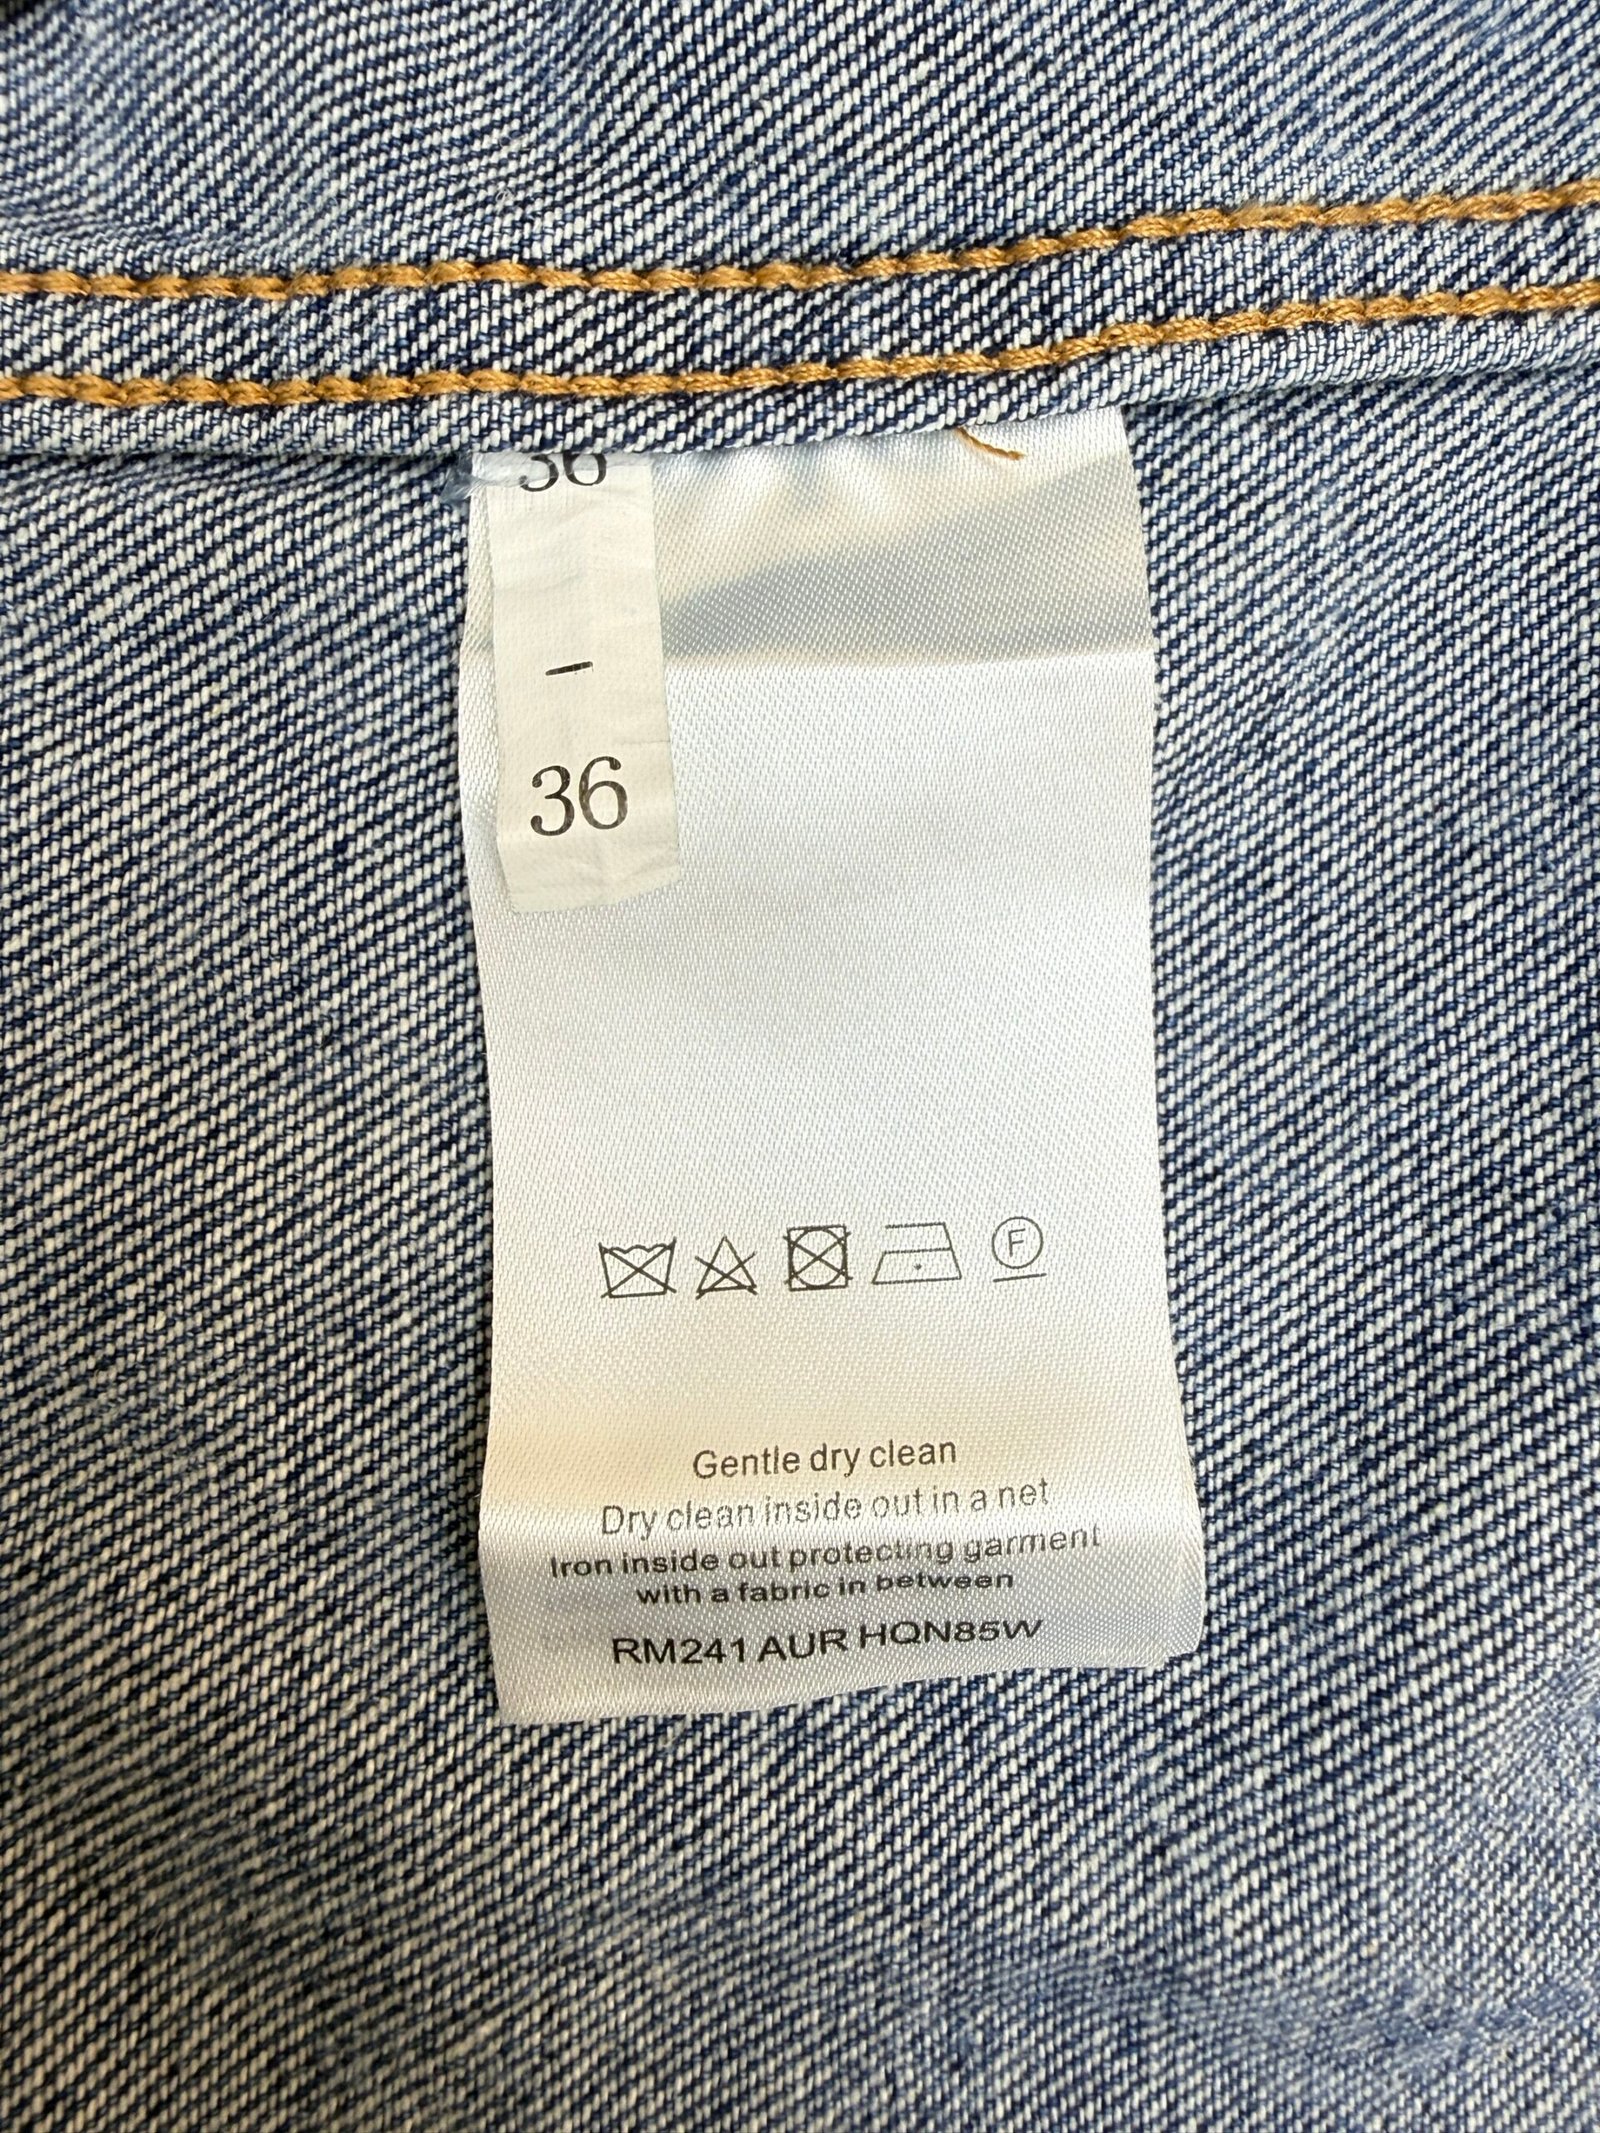 36
-
36
F
Gentle dry clean
Dry clean inside out in a net
Iron inside out protecting garment
with a fabric in between
RM241 AUR HQN85W